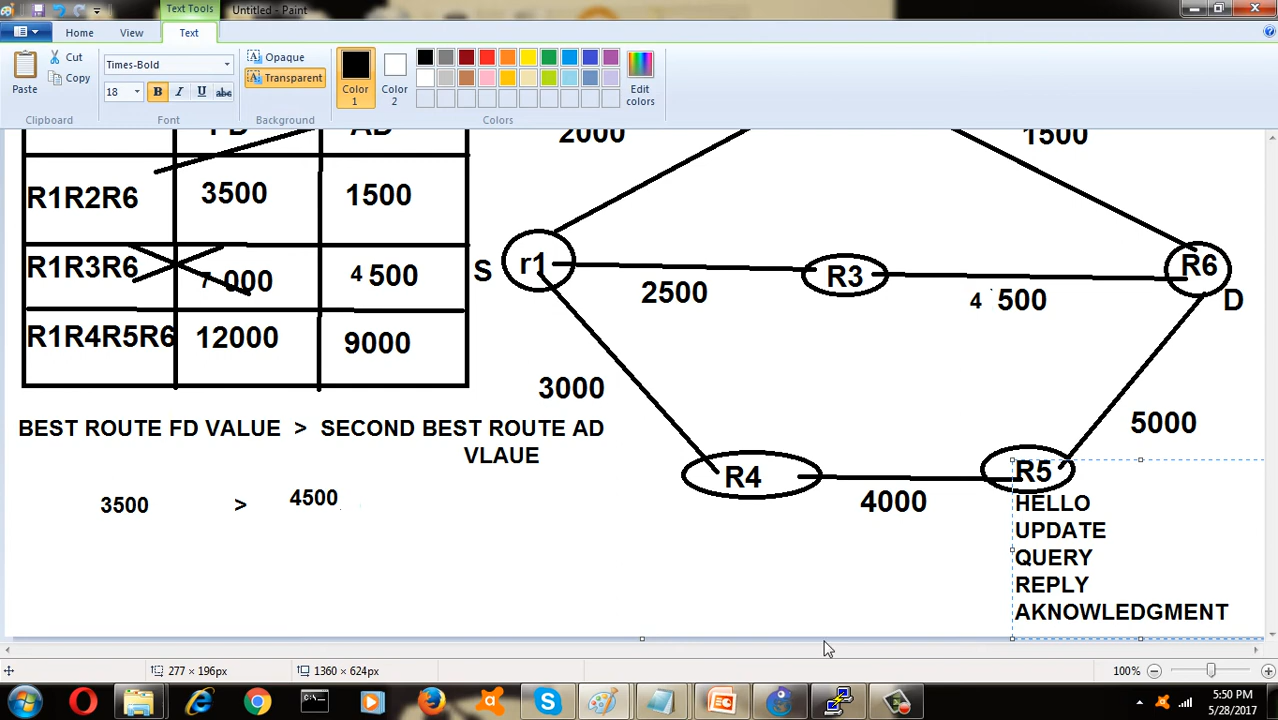 Text Tools
Untitled - Paint
Home
View
Text
Paste
Cut
Copy
Clipboard
Times-Bold
18
B
I
U
abc
Font
Opaque
Transparent
Background
Color
1
Color
2
Colors
Edit
colors
FD
AD
R1R2R6
3500
1500
R1R3R6
7 000
4 500
R1R4R5R6
12000
9000
BEST ROUTE FD VALUE > SECOND BEST ROUTE AD
VLAUE
3500 > 4500
2000
1500
S
r1
R3
R6
D
2500
4 500
3000
5000
R4
R5
4000
HELLO
UPDATE
QUERY
REPLY
AKNOWLEDGMENT
277 × 196px
1360 × 624px
100%
5:50 PM
5/28/2017